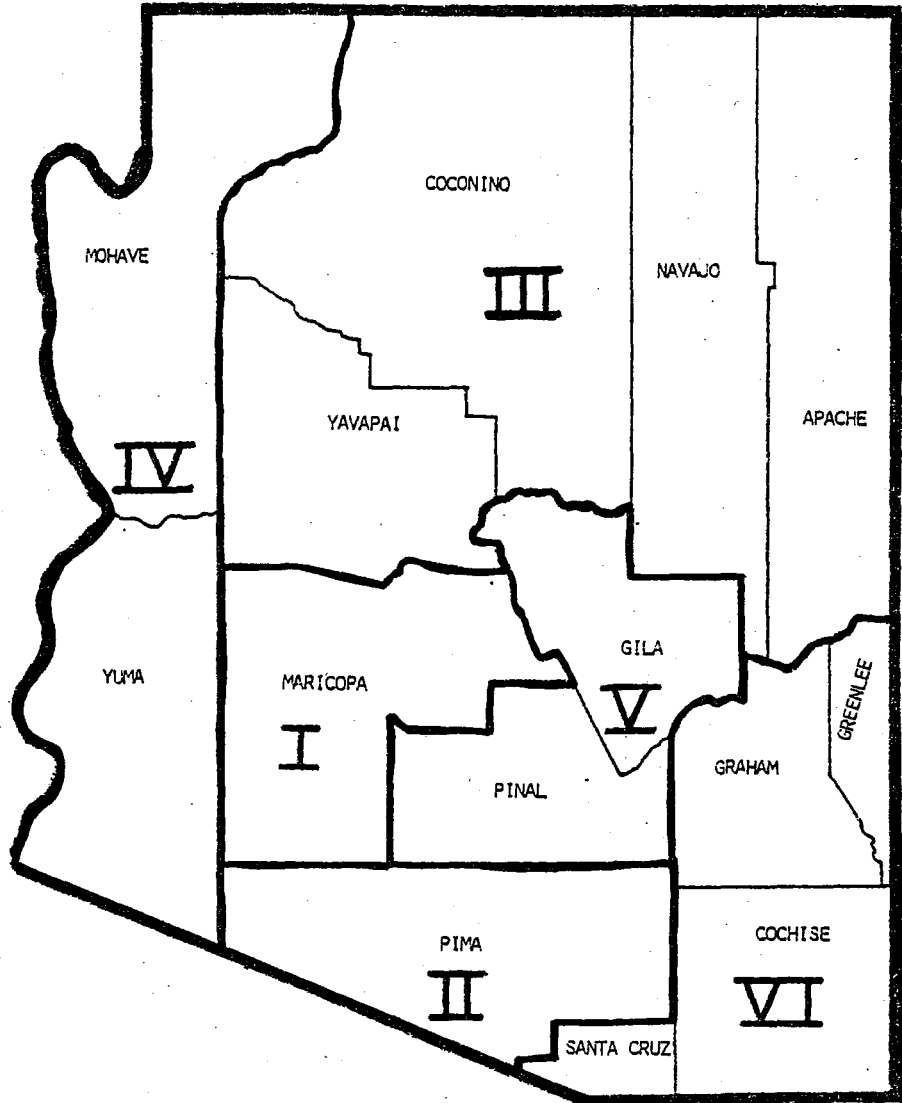 COCONINO
MOHAVE
NAVAJO
III
APACHE
YAVAPAI
IV
GILA
GREENLEE
YUMA
MARICOPA
V
I
GRAHAM
PINAL
COCHISE
PIMA
II
VI
SANTA CRUZ